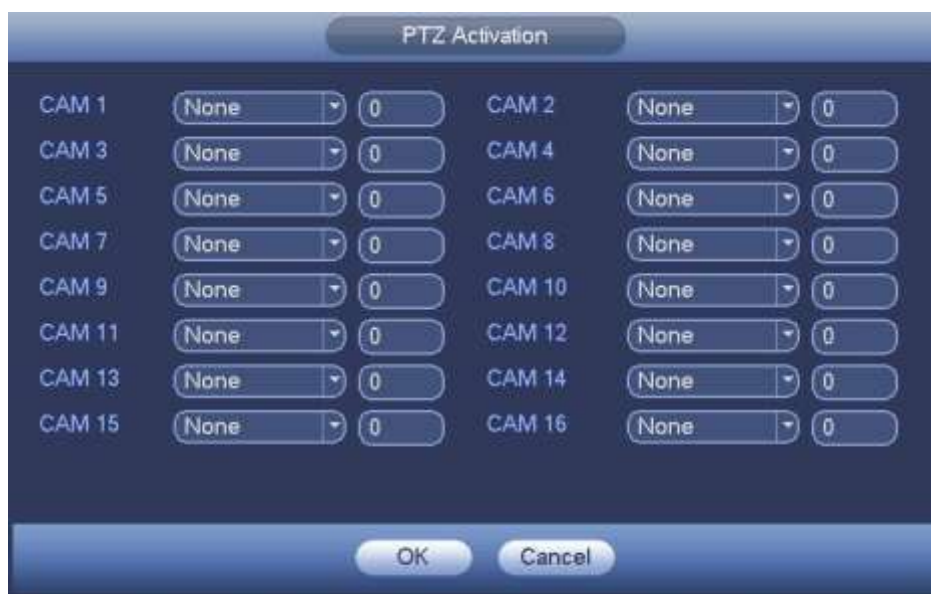 PTZ Activation
CAM 1 None 0 CAM 2 None 0
CAM 3 None 0 CAM 4 None 0
CAM 5 None 0 CAM 6 None 0
CAM 7 None 0 CAM 8 None 0
CAM 9 None 0 CAM 10 None 0
CAM 11 None 0 CAM 12 None 0
CAM 13 None 0 CAM 14 None 0
CAM 15 None 0 CAM 16 None 0
OK Cancel